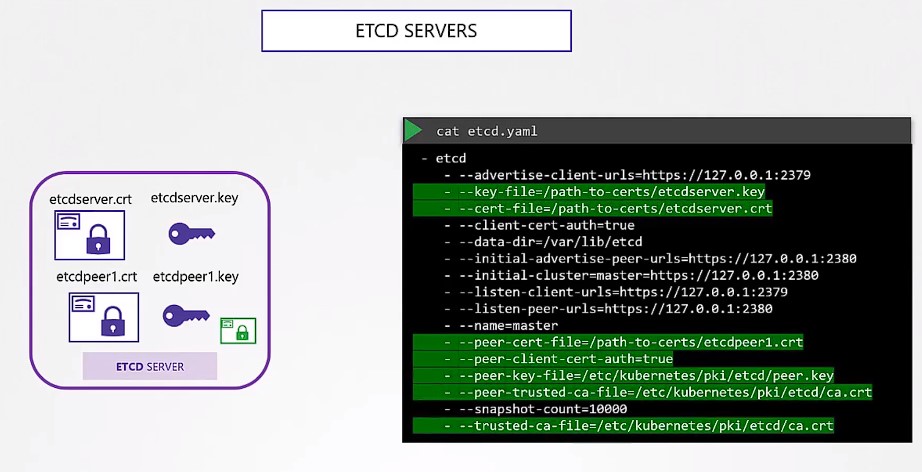 ETCD SERVERS
etcdserver.crt etcdserver.key
etcdpeer1.crt etcdpeer1.key
ETCD SERVER
cat etcd.yaml
- etcd
- --advertise-client-urls=https://127.0.0.1:2379
- --key-file=/path-to-certs/etcdserver.key
- --cert-file=/path-to-certs/etcdserver.crt
- --client-cert-auth=true
- --data-dir=/var/lib/etcd
- --initial-advertise-peer-urls=https://127.0.0.1:2380
- --initial-cluster=master=https://127.0.0.1:2380
- --listen-client-urls=https://127.0.0.1:2379
- --listen-peer-urls=https://127.0.0.1:2380
- --name=master
- --peer-cert-file=/path-to-certs/etcdpeer1.crt
- --peer-client-cert-auth=true
- --peer-key-file=/etc/kubernetes/pki/etcd/peer.key
- --peer-trusted-ca-file=/etc/kubernetes/pki/etcd/ca.crt
- --snapshot-count=10000
- --trusted-ca-file=/etc/kubernetes/pki/etcd/ca.crt